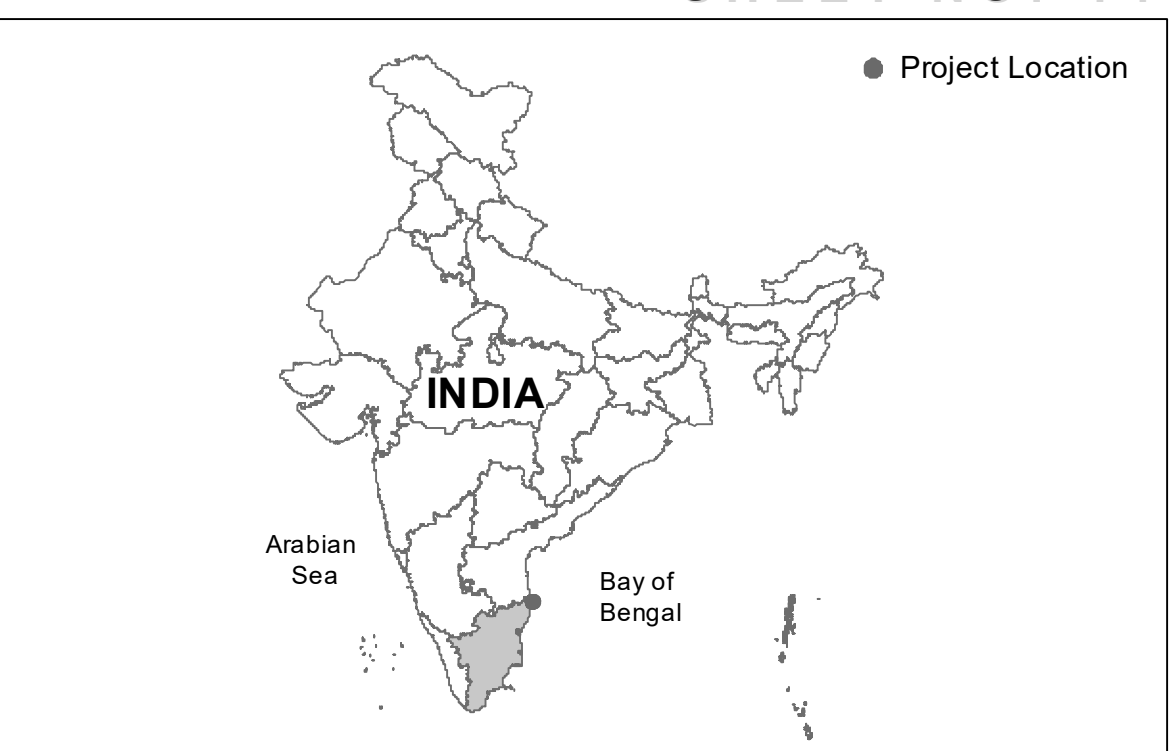 Project Location
INDIA
Arabian
Sea
Bay of
Bengal